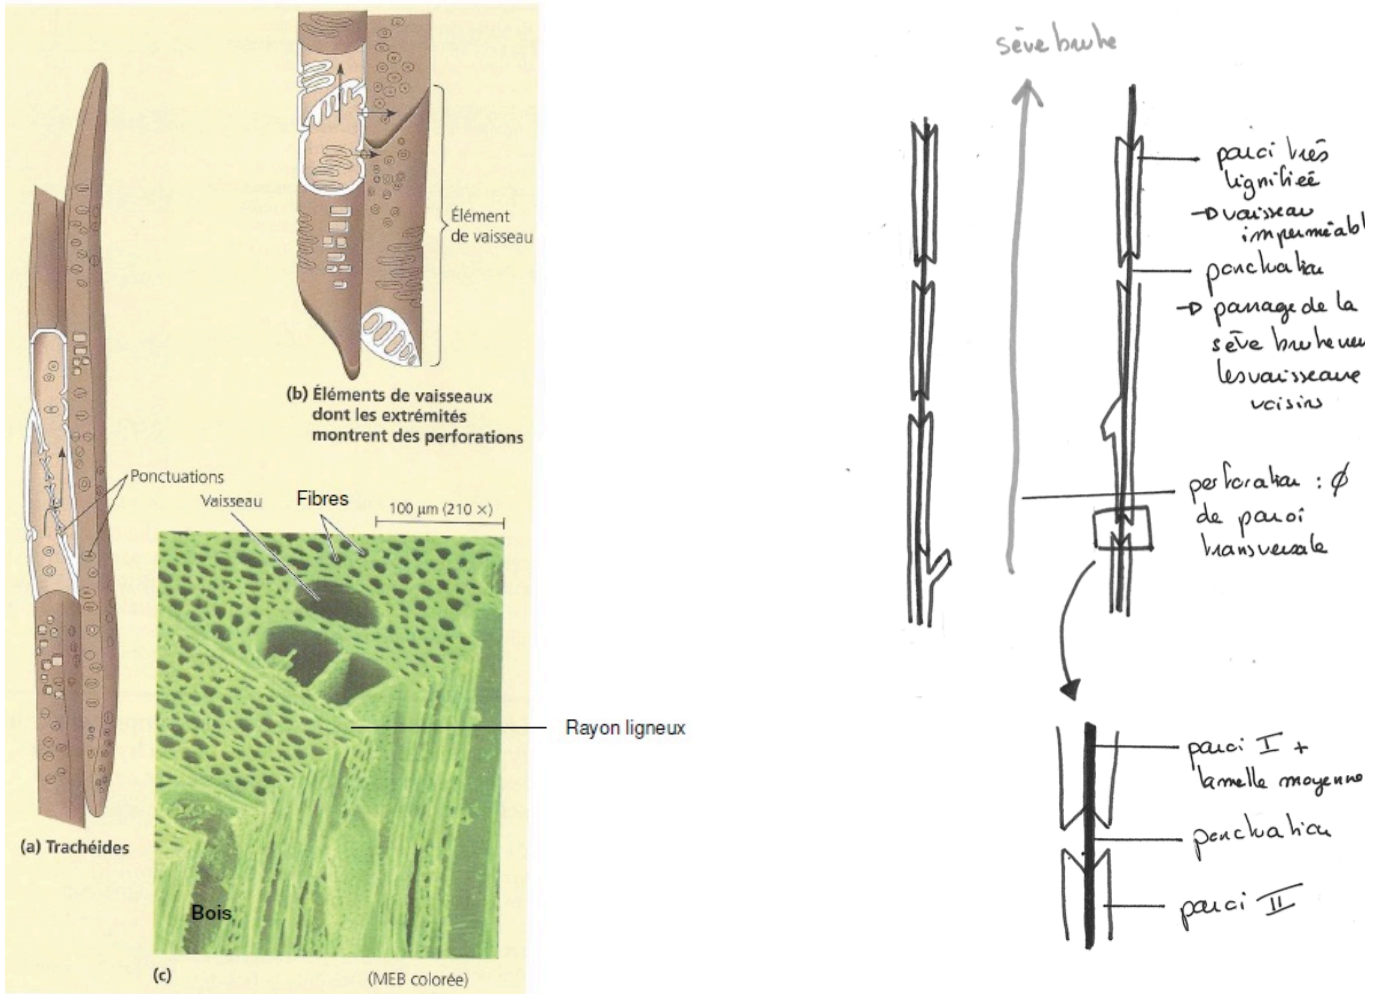 Élément
de vaisseau
(b) Éléments de vaisseaux
dont les extrémités
montrent des perforations
Ponctuations
Vaisseau
Fibres
100 µm (210 ×)
Rayon ligneux
(a) Trachéides
Bois
(c)
(MEB colorée)
sève brute
paroi très
lignifiée
→ vaisseau
imperméabl
ponctuation
→ passage de la
sève brute vers
les vaisseaux
voisins
perforation : ∅
de paroi
transversale
paroi I +
lamelle moyenne
ponctuation
paroi II